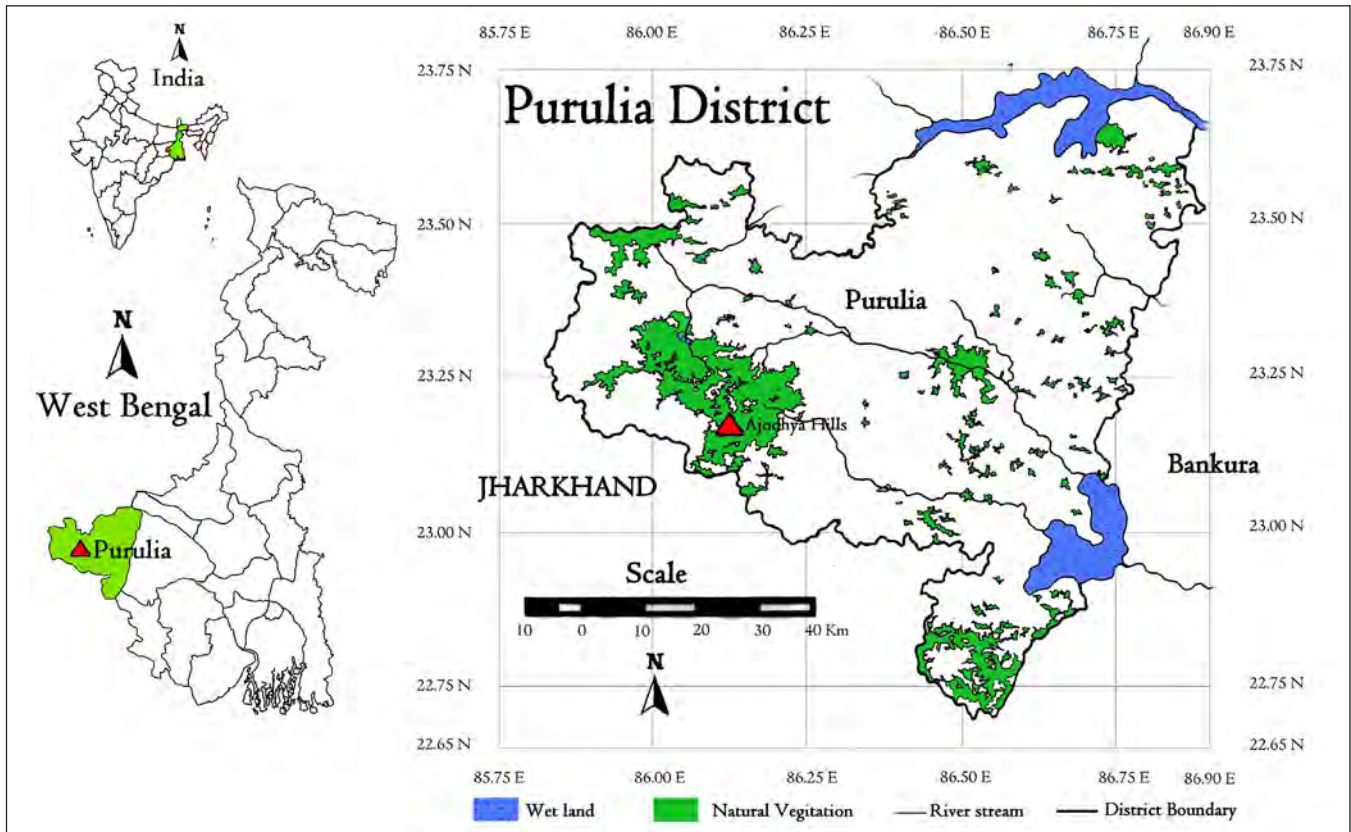 N
India
N
West Bengal
Purulia
85.75 E 86.00 E 86.25 E 86.50 E 86.75 E 86.90 E
23.75 N 23.75 N
Purulia District
23.50 N 23.50 N
Purulia
23.25 N 23.25 N
Ajodhya Hills
Bankura
JHARKHAND
23.00 N 23.00 N
Scale
10 0 10 24 30 40 Km
N
22.75 N 22.75 N
22.65 N 22.65 N
85.75 E 86.00 E 86.25 E 86.50 E 86.75 E 86.90 E
Wet land Natural Vegitation River stream District Boundary